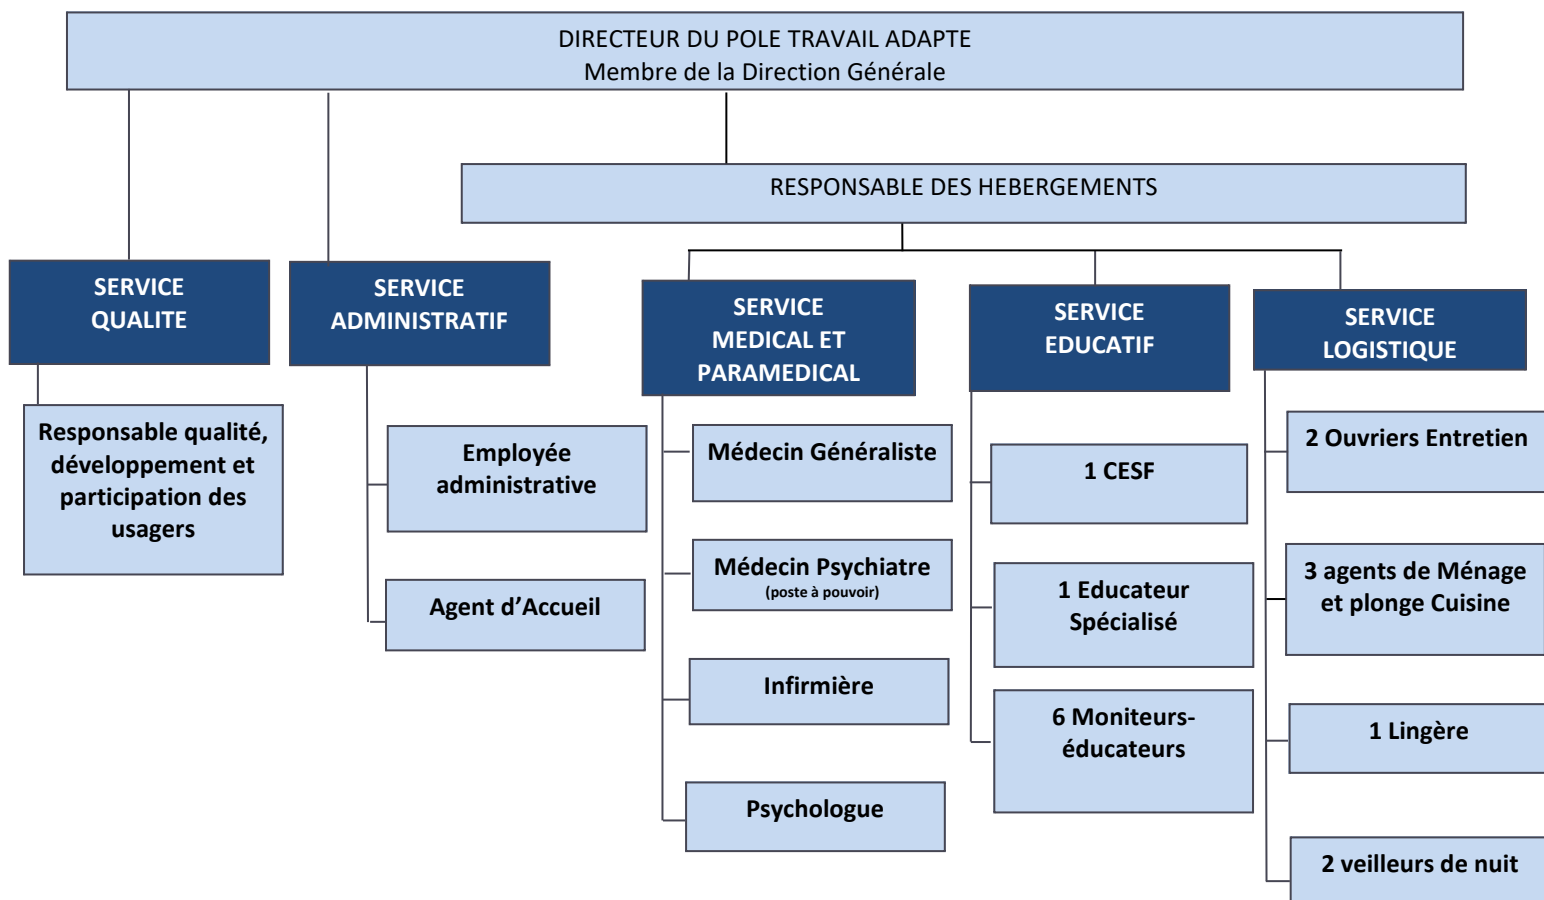 DIRECTEUR DU POLE TRAVAIL ADAPTE
Membre de la Direction Générale
RESPONSABLE DES HEBERGEMENTS
SERVICE
QUALITE
Responsable qualité,
développement et
participation des
usagers
SERVICE
ADMINISTRATIF
Employée
administrative
Agent d’Accueil
SERVICE
MEDICAL ET
PARAMEDICAL
Médecin Généraliste
Médecin Psychiatre
(poste à pouvoir)
Infirmière
Psychologue
SERVICE
EDUCATIF
1 CESF
1 Educateur
Spécialisé
6 Moniteurs-
éducateurs
SERVICE
LOGISTIQUE
2 Ouvriers Entretien
3 agents de Ménage
et plonge Cuisine
1 Lingère
2 veilleurs de nuit